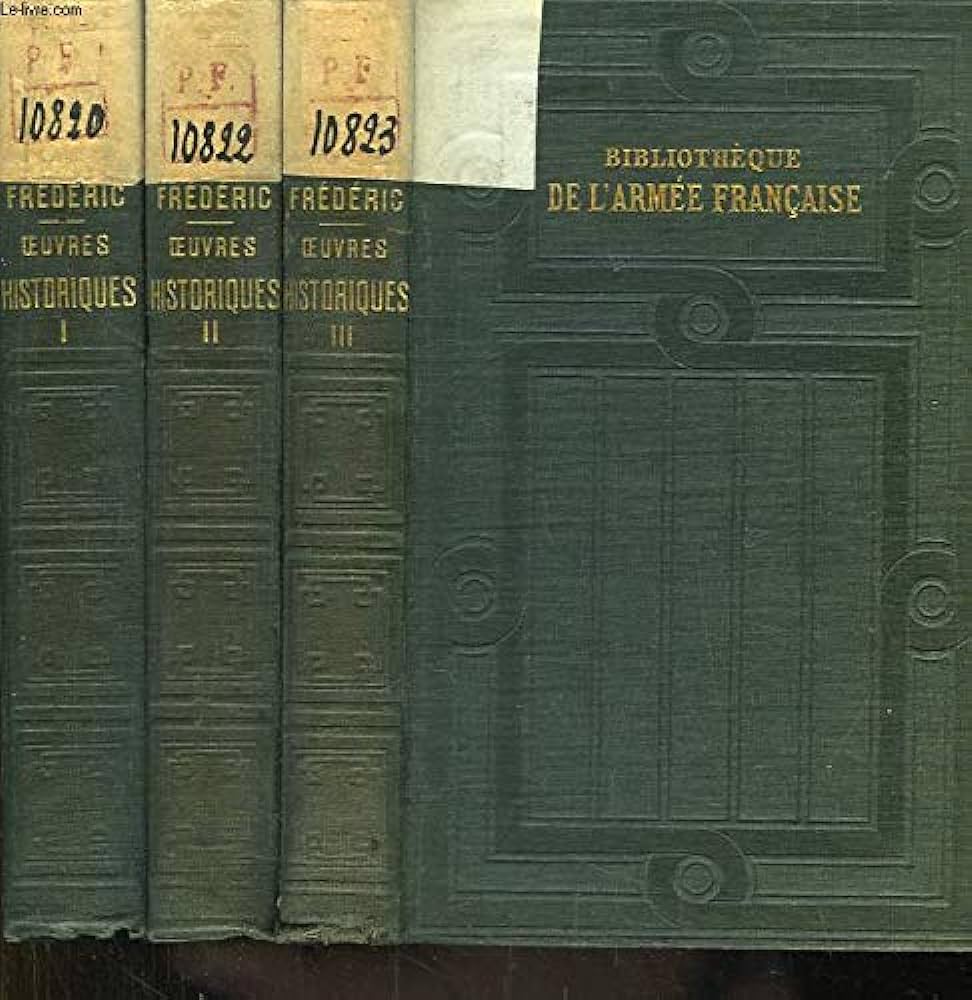 Le-livre.com
P.F.
10820
FRÉDÉRIC
ŒUVRES
HISTORIQUES
I
P.F.
10822
FRÉDÉRIC
ŒUVRES
HISTORIQUES
II
P.F.
10823
FRÉDÉRIC
ŒUVRES
HISTORIQUES
III
BIBLIOTHÈQUE
DE L'ARMÉE FRANÇAISE